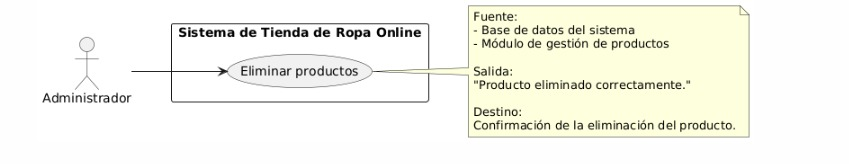 Sistema de Tienda de Ropa Online
Eliminar productos
Administrador
Fuente:
- Base de datos del sistema
- Módulo de gestión de productos
Salida:
"Producto eliminado correctamente."
Destino:
Confirmación de la eliminación del producto.